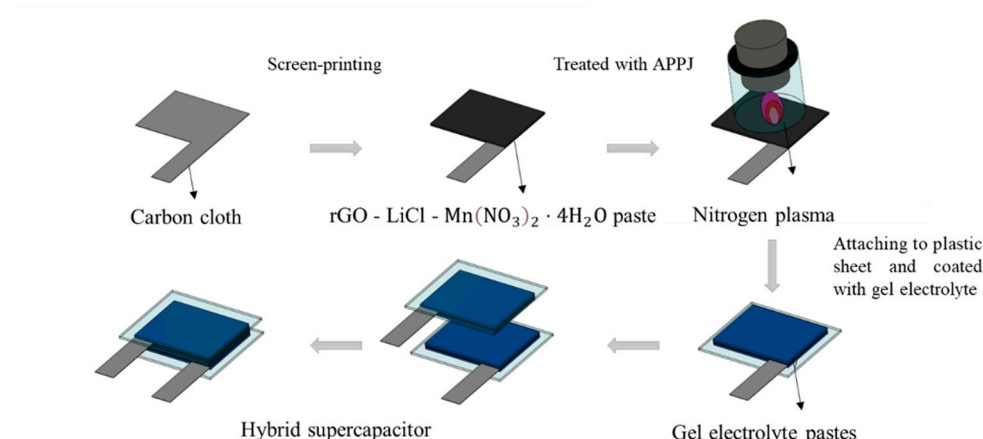 Screen-printing
Treated with APPJ
Carbon cloth
rGO - LiCl - Mn(NO₃)₂ · 4H₂O paste
Nitrogen plasma
Attaching to plastic
sheet and coated
with gel electrolyte
Hybrid supercapacitor
Gel electrolyte pastes